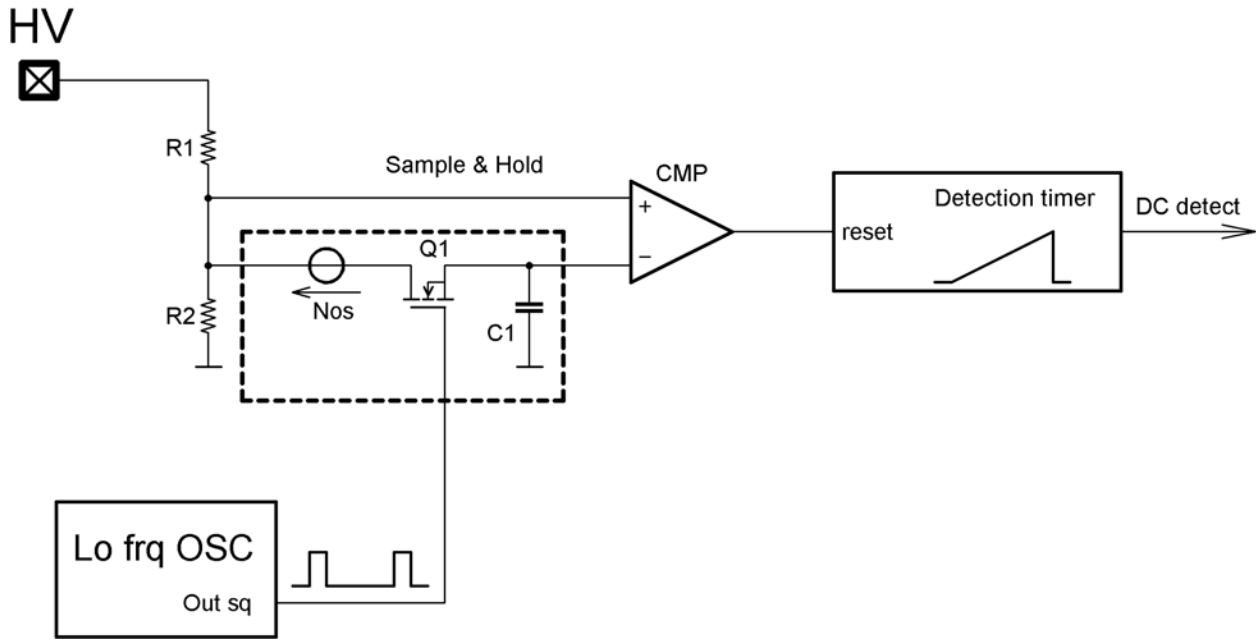 HV
R1
Sample & Hold
CMP
+
−
Detection timer
reset
DC detect
Q1
Nos
R2
C1
Lo frq OSC
Out sq